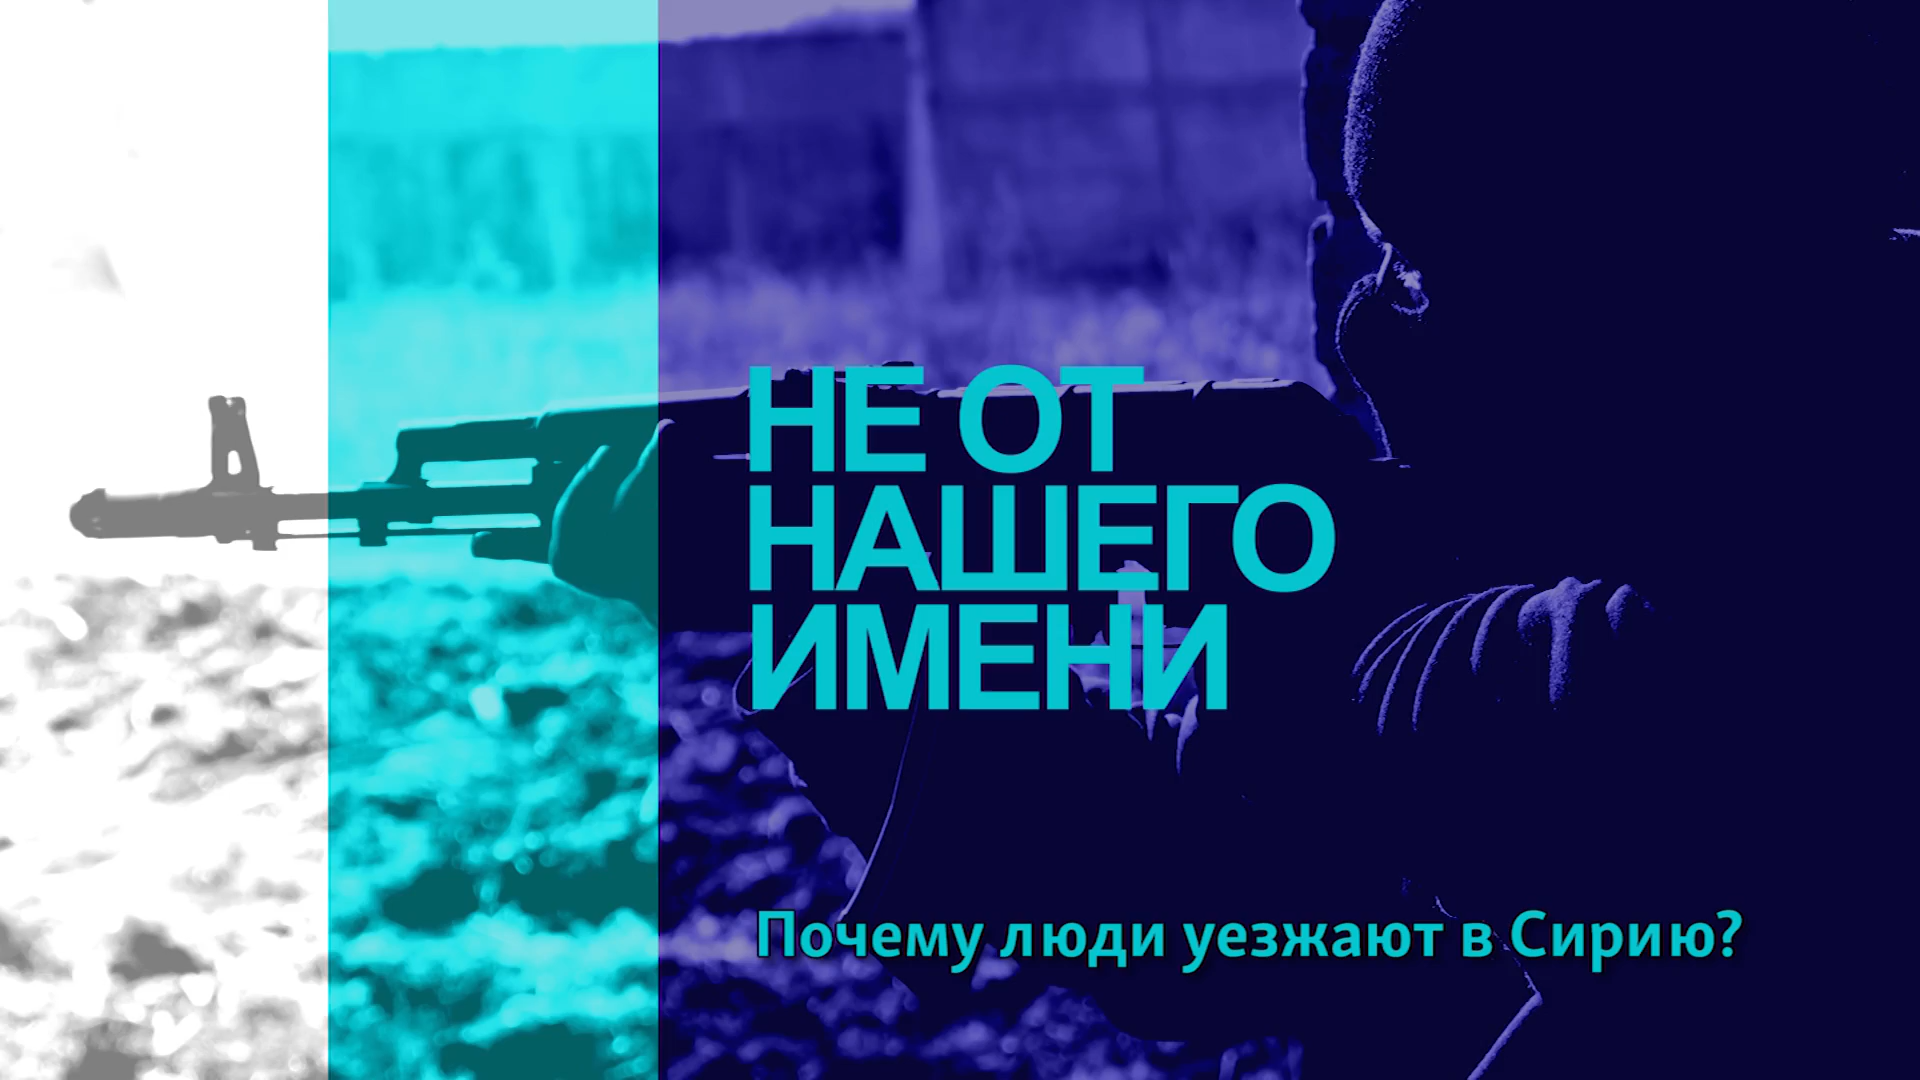 НЕ ОТ
НАШЕГО
ИМЕНИ
Почему люди уезжают в Сирию?